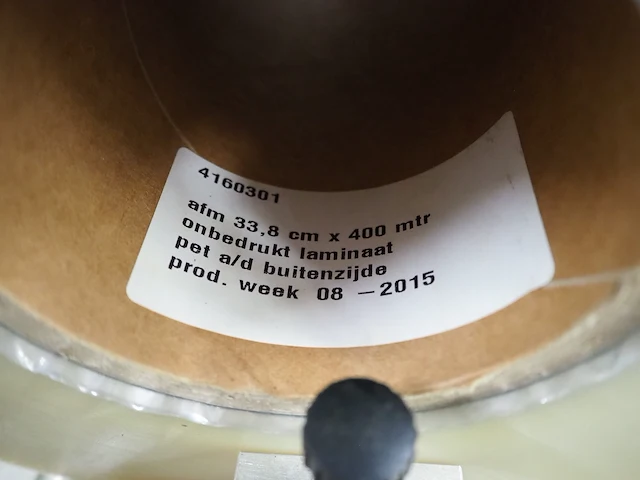 4160301
afm 33,8 cm x 400 mtr
onbedrukt laminaat
pet a/d buitenzijde
prod. week 08 -2015